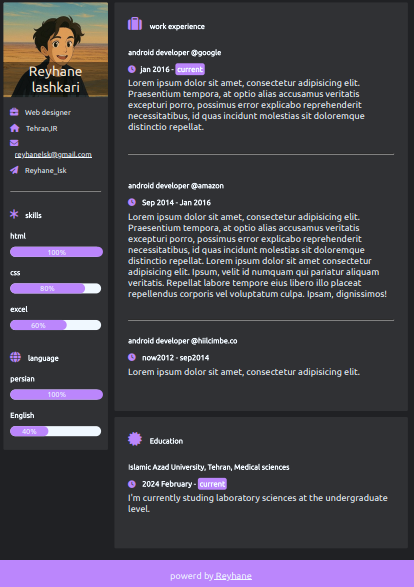 Reyhane
lashkari
Web designer
Tehran,IR
reyhanelsk@gmail.com
Reyhane_lsk
skills
html
100%
css
80%
excel
60%
language
persian
100%
English
40%
work experience
android developer @google
jan 2016 - current
Lorem ipsum dolor sit amet, consectetur adipisicing elit.
Praesentium tempora, at optio alias accusamus veritatis
excepturi porro, possimus error explicabo reprehenderit
necessitatibus, id quas incidunt molestias sit doloremque
distinctio repellat.
android developer @amazon
Sep 2014 - Jan 2016
Lorem ipsum dolor sit amet, consectetur adipisicing elit.
Praesentium tempora, at optio alias accusamus veritatis
excepturi porro, possimus error explicabo reprehenderit
necessitatibus, id quas incidunt molestias sit doloremque
distinctio repellat. Lorem ipsum dolor sit amet consectetur
adipisicing elit. Ipsum, velit id numquam qui pariatur aliquam
veritatis. Repellat labore tempore eius libero illo placeat
repellendus corporis vel voluptatum culpa. Ipsam, dignissimos!
android developer @hiilcimbe.co
now2012 - sep2014
Lorem ipsum dolor sit amet, consectetur adipisicing elit.
Education
Islamic Azad University, Tehran, Medical sciences
2024 February - current
I'm currently studing laboratory sciences at the undergraduate
level.
powerd by Reyhane